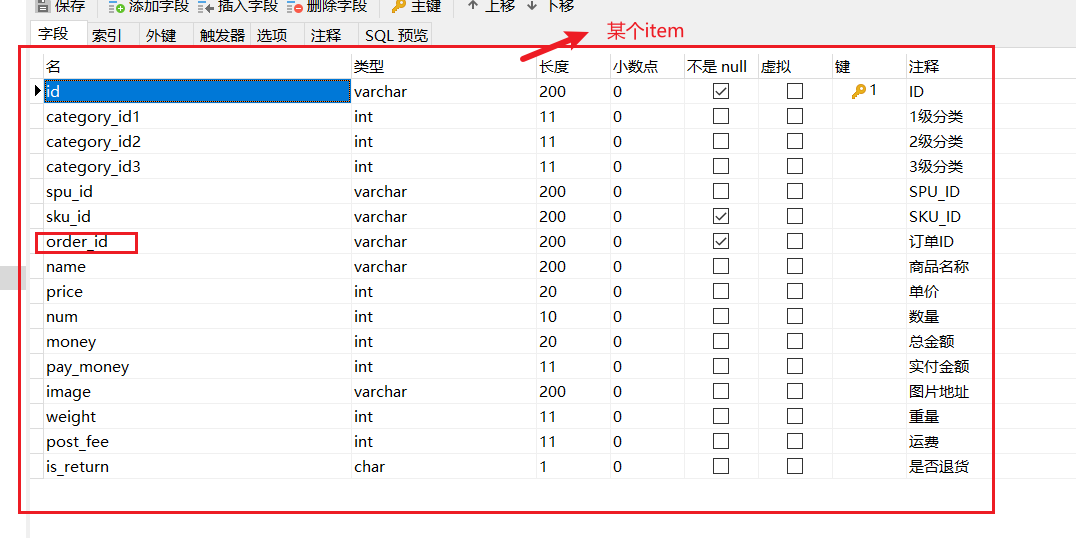 保存 添加字段 插入字段 删除字段 主键 上移 下移
字段 索引 外键 触发器 选项 注释 SQL 预览
某个item
名 类型 长度 小数点 不是 null 虚拟 键 注释
id varchar 200 0 1 ID
category_id1 int 11 0 1级分类
category_id2 int 11 0 2级分类
category_id3 int 11 0 3级分类
spu_id varchar 200 0 SPU_ID
sku_id varchar 200 0 SKU_ID
order_id varchar 200 0 订单ID
name varchar 200 0 商品名称
price int 20 0 单价
num int 10 0 数量
money int 20 0 总金额
pay_money int 11 0 实付金额
image varchar 200 0 图片地址
weight int 11 0 重量
post_fee int 11 0 运费
is_return char 1 0 是否退货